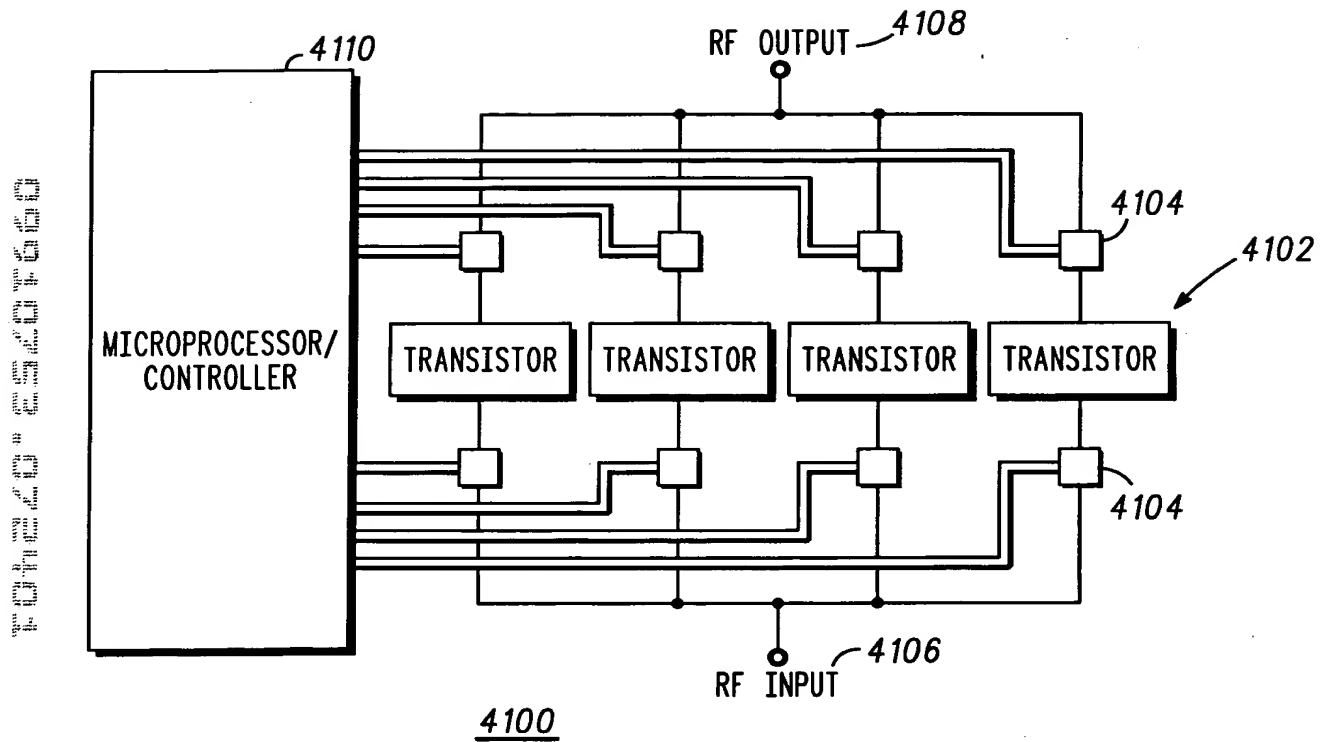 4110
RF OUTPUT 4108
4104
4102
MICROPROCESSOR/
CONTROLLER
TRANSISTOR TRANSISTOR TRANSISTOR TRANSISTOR
4104
4106
RF INPUT
4100